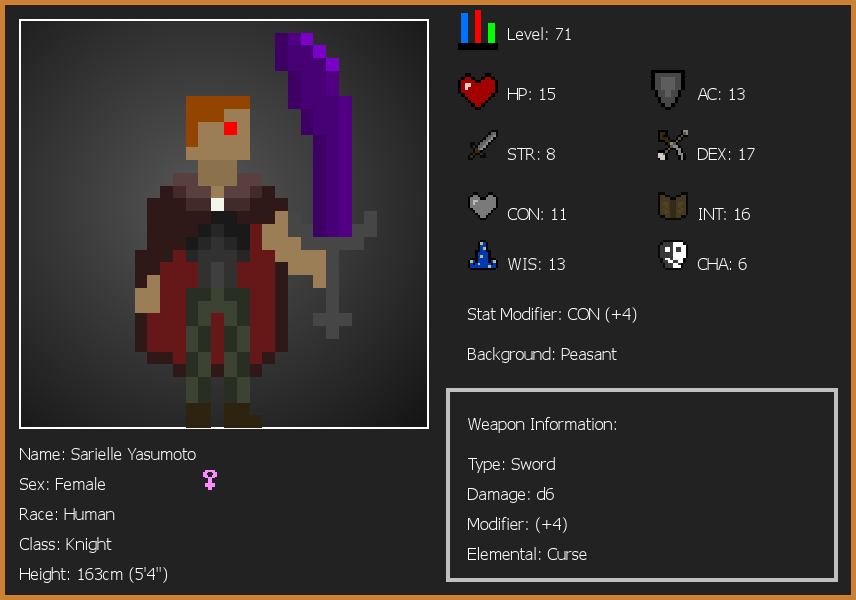 Level: 71
HP: 15
AC: 13
STR: 8
DEX: 17
CON: 11
INT: 16
WIS: 13
CHA: 6
Stat Modifier: CON (+4)
Background: Peasant
Weapon Information:
Type: Sword
Damage: d6
Modifier: (+4)
Elemental: Curse
Name: Sarielle Yasumoto
Sex: Female
Race: Human
Class: Knight
Height: 163cm (5'4")